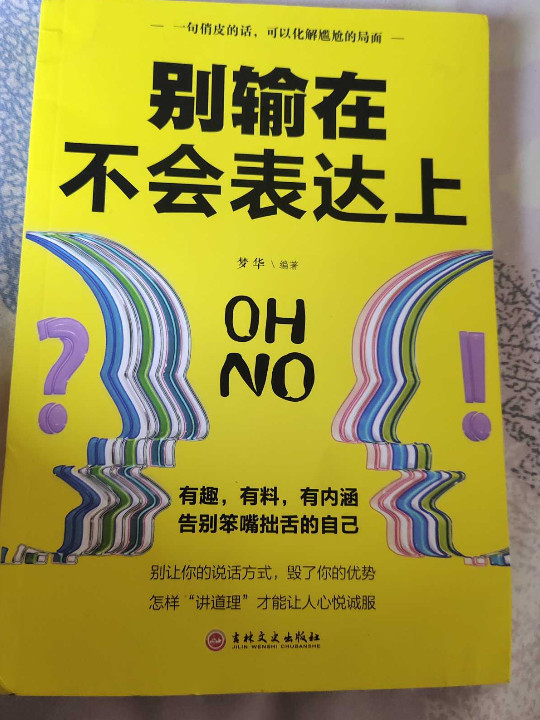 一句俏皮的话，可以化解尴尬的局面
别输在
不会表达上
梦华\编著
?
!
OH
NO
有趣，有料，有内涵
告别笨嘴拙舌的自己
别让你的说话方式，毁了你的优势
怎样“讲道理”才能让人心悦诚服
吉林文史出版社
JILIN WENSHI CHUBANSHE